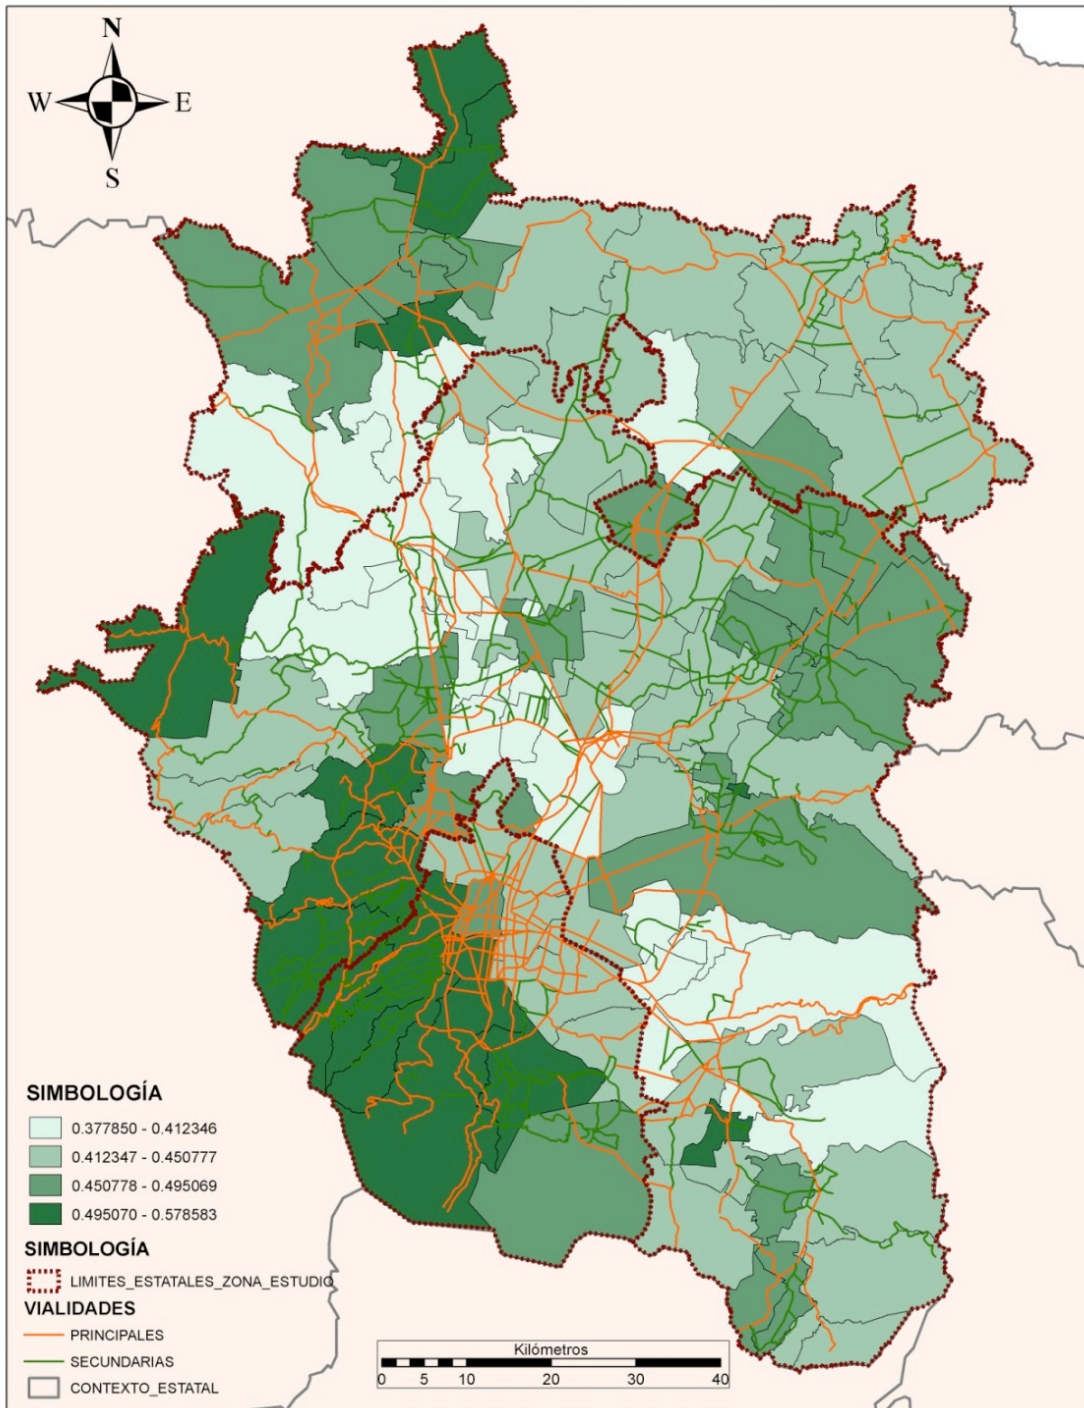 N
W E
S
SIMBOLOGÍA
0.377850 - 0.412346
0.412347 - 0.450777
0.450778 - 0.495069
0.495070 - 0.578583
SIMBOLOGÍA
LIMITES_ESTATALES_ZONA_ESTUDIO
VIALIDADES
PRINCIPALES
SECUNDARIAS
CONTEXTO_ESTATAL
Kilómetros
0 5 10 20 30 40